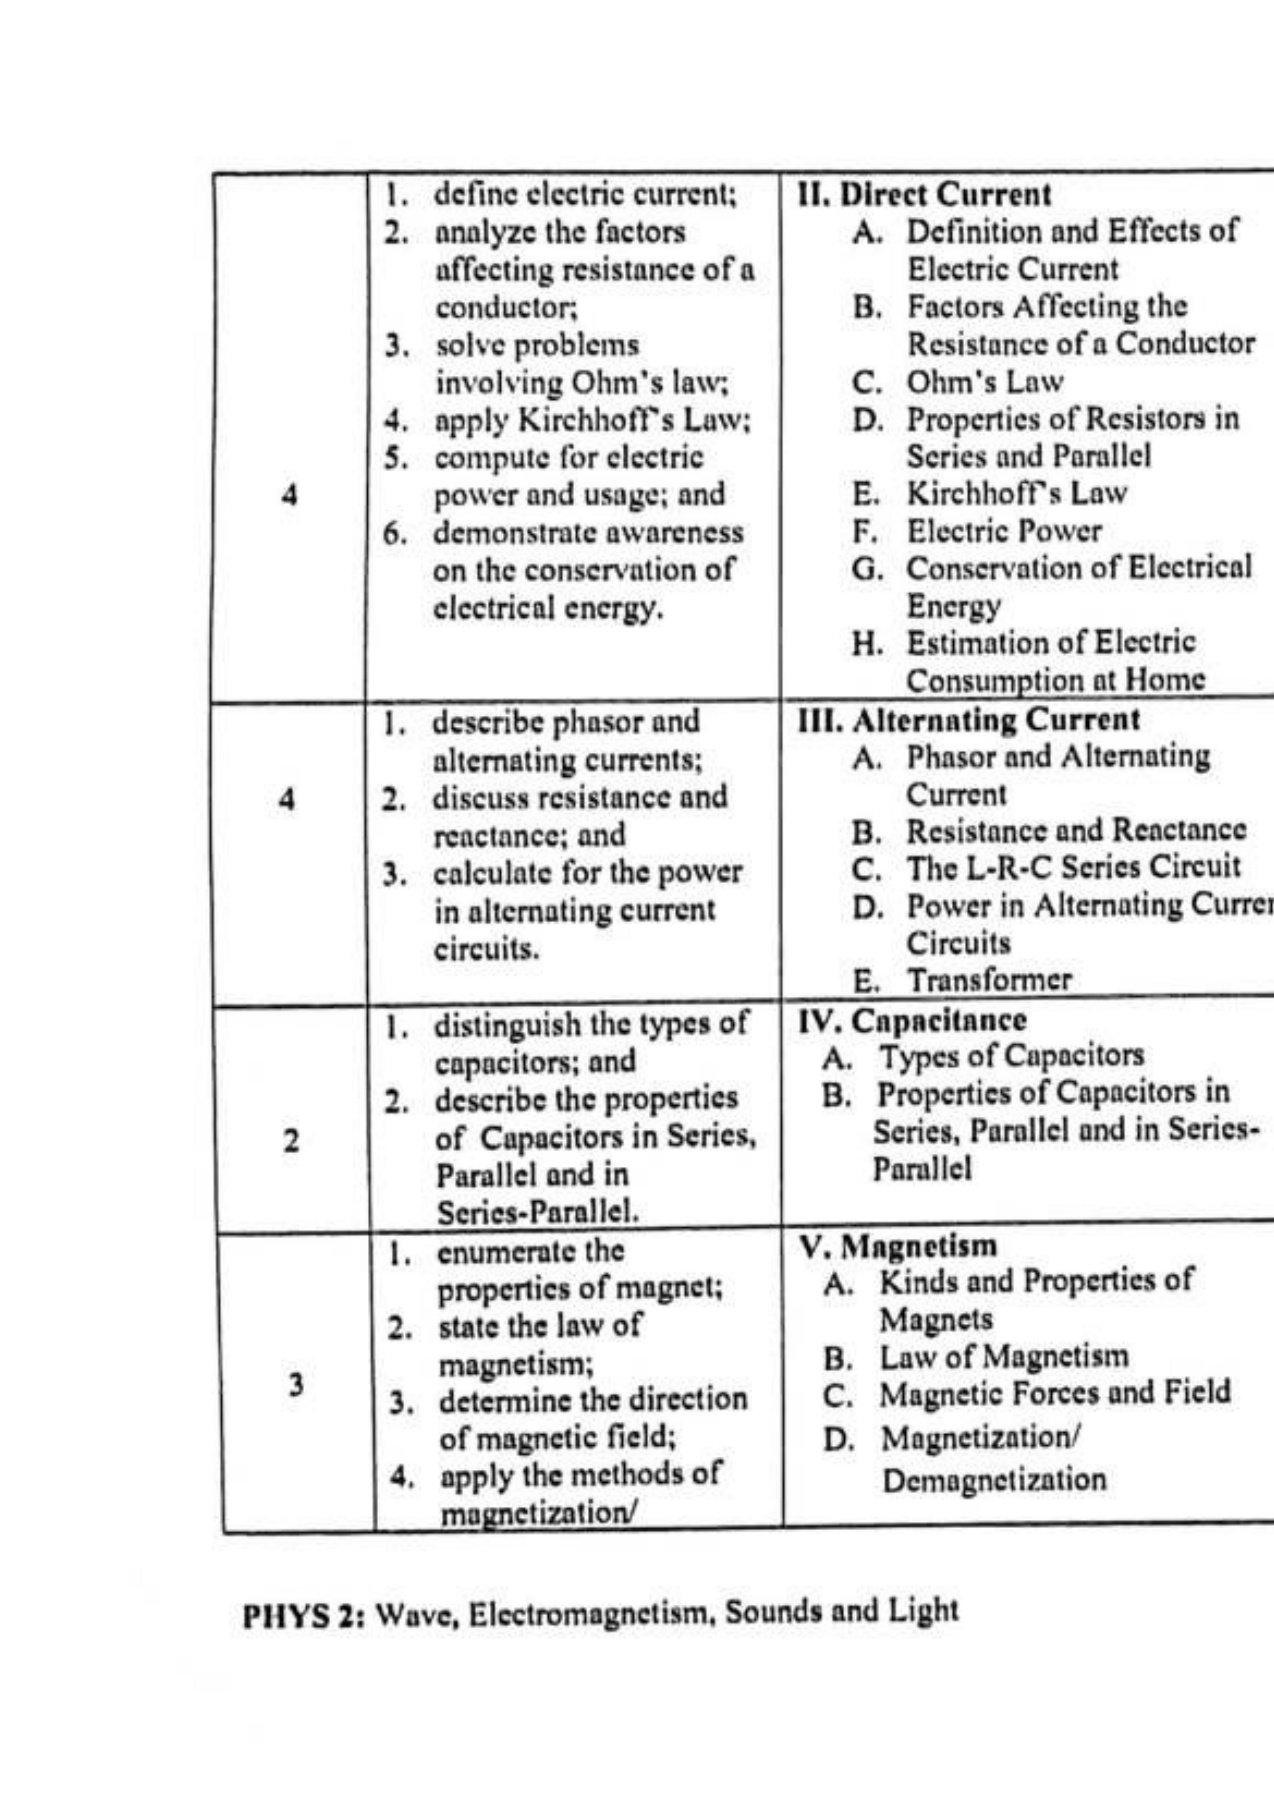 4
1. define electric current;
2. analyze the factors
affecting resistance of a
conductor;
3. solve problems
involving Ohm's law;
4. apply Kirchhoff's Law;
5. compute for electric
power and usage; and
6. demonstrate awareness
on the conservation of
electrical energy.
II. Direct Current
A. Definition and Effects of
Electric Current
B. Factors Affecting the
Resistance of a Conductor
C. Ohm's Law
D. Properties of Resistors in
Series and Parallel
E. Kirchhoff's Law
F. Electric Power
G. Conservation of Electrical
Energy
H. Estimation of Electric
Consumption at Home
4
1. describe phasor and
alternating currents;
2. discuss resistance and
reactance; and
3. calculate for the power
in alternating current
circuits.
III. Alternating Current
A. Phasor and Alternating
Current
B. Resistance and Reactance
C. The L-R-C Series Circuit
D. Power in Alternating
Circuits
E. Transformer
2
1. distinguish the types of
capacitors; and
2. describe the properties
of Capacitors in Series,
Parallel and in
Series-Parallel.
IV. Capacitance
A. Types of Capacitors
B. Properties of Capacitors in
Series, Parallel and in Series-
Parallel
3
1. enumerate the
properties of magnet;
2. state the law of
magnetism;
3. determine the direction
of magnetic field;
4. apply the methods of
magnetization/
V. Magnetism
A. Kinds and Properties of
Magnets
B. Law of Magnetism
C. Magnetic Forces and Field
D. Magnetization/
Demagnetization
PHYS 2: Wave, Electromagnetism, Sounds and Light